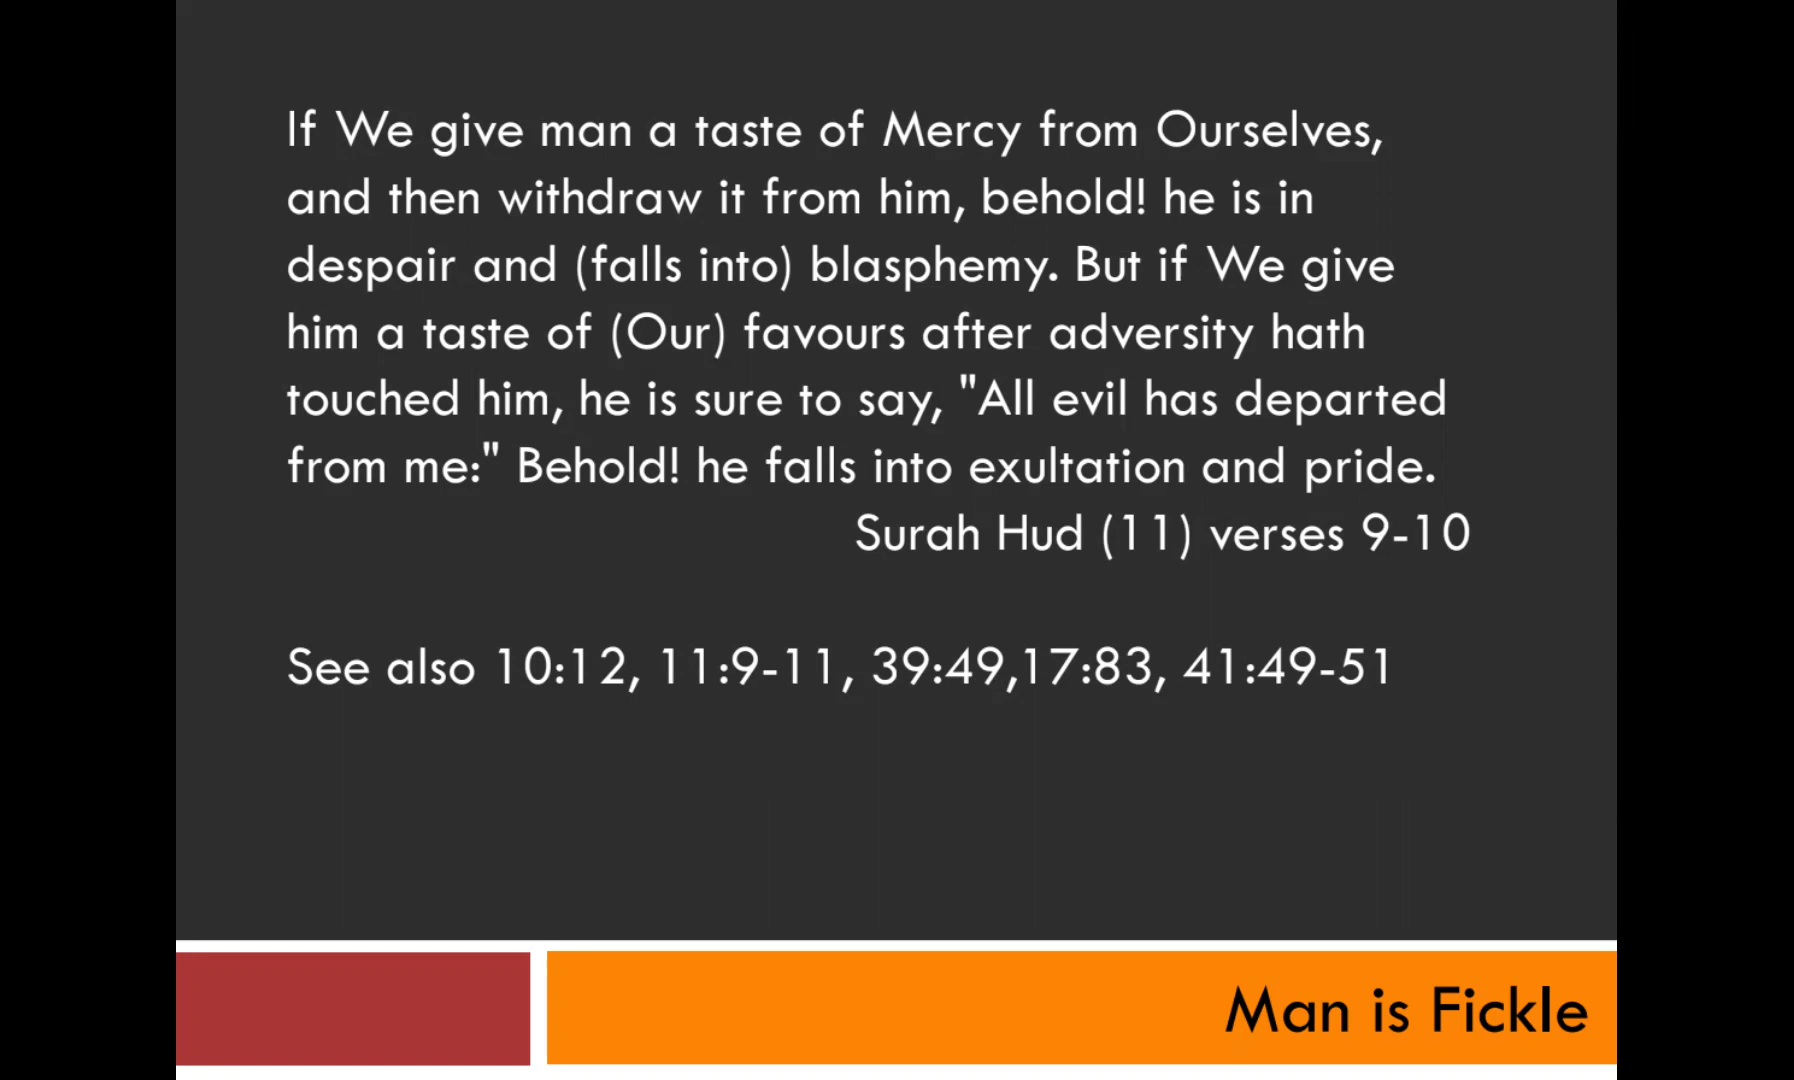 If We give man a taste of Mercy from Ourselves,
and then withdraw it from him, behold! he is in
despair and (falls into) blasphemy. But if We give
him a taste of (Our) favours after adversity hath
touched him, he is sure to say, "All evil has departed
from me:" Behold! he falls into exultation and pride.
Surah Hud (11) verses 9-10
See also 10:12, 11:9-11, 39:49,17:83, 41:49-51
Man is Fickle